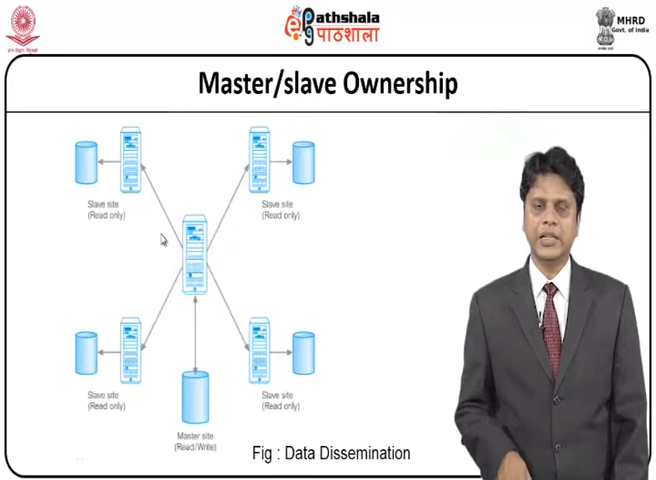 ePathshala
पाठशाला
MHRD
Govt. of India
Master/slave Ownership
Slave site
(Read only)
Slave site
(Read only)
Slave site
(Read only)
Slave site
(Read only)
Master site
(Read/Write)
Fig : Data Dissemination